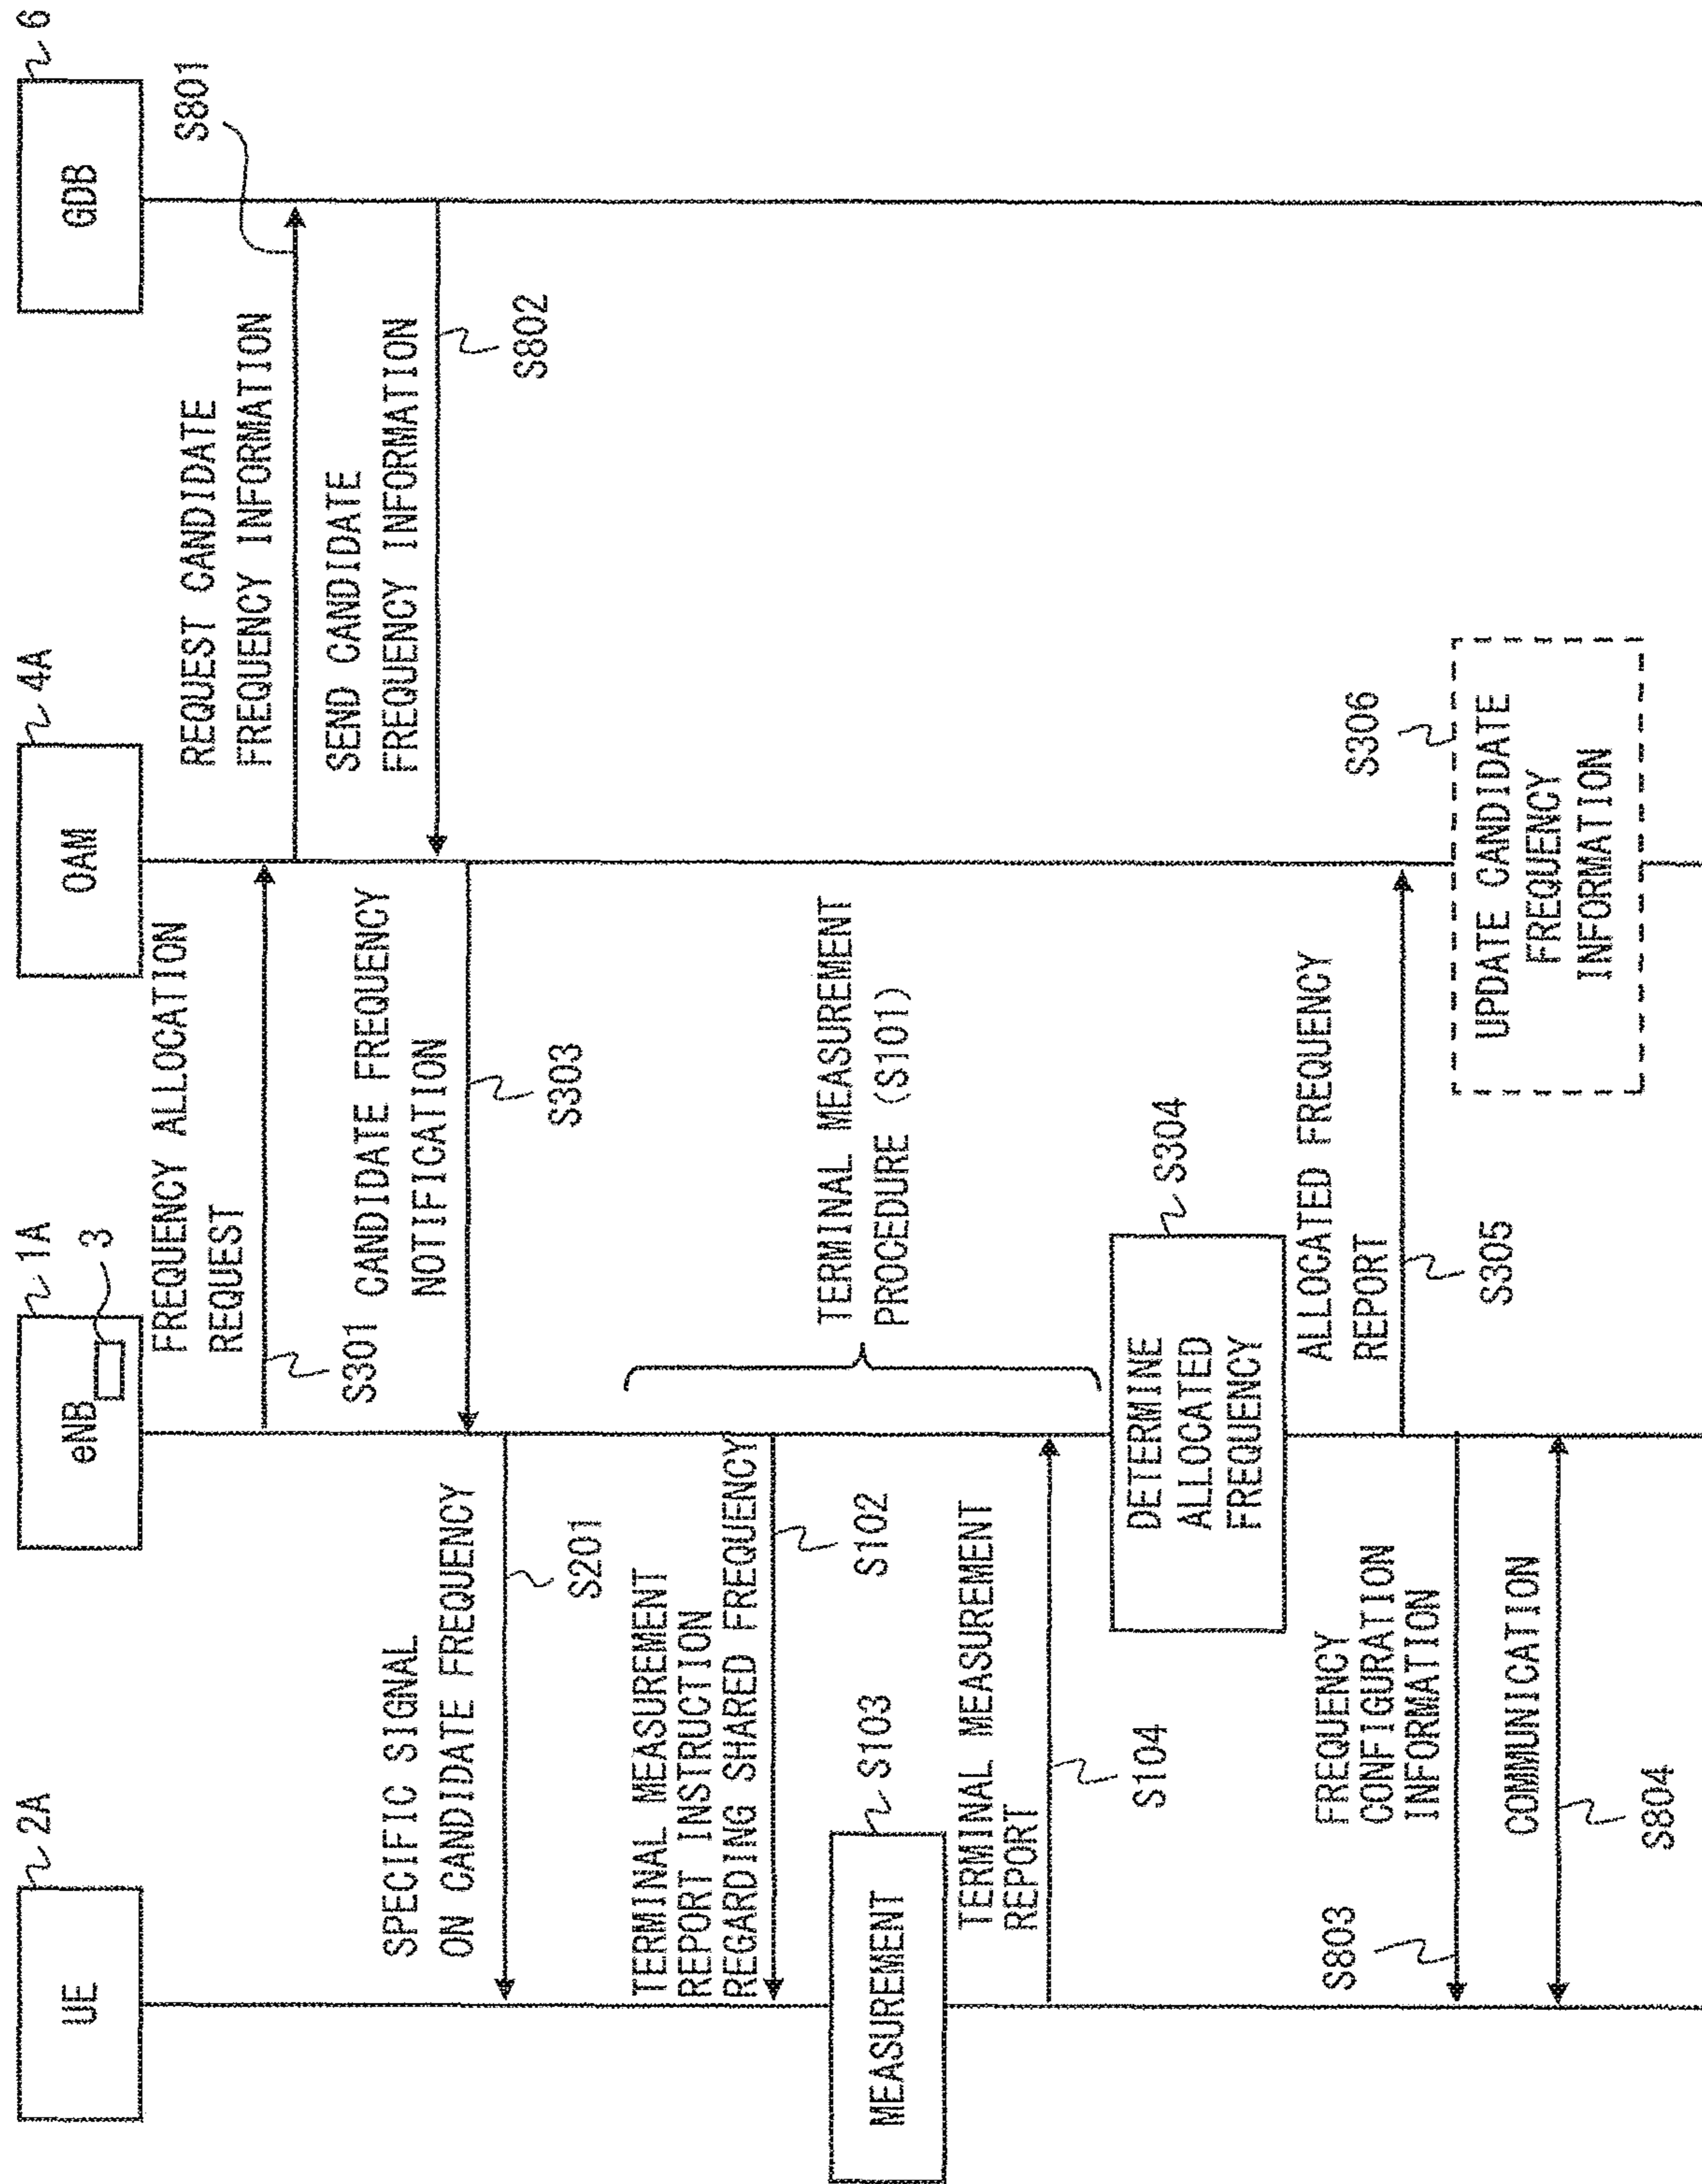 UE
2A
eNB
1A
3
OAM
4A
GDB
6
FREQUENCY ALLOCATION
REQUEST
S301
REQUEST CANDIDATE
FREQUENCY INFORMATION
S801
SEND CANDIDATE
FREQUENCY INFORMATION
S802
CANDIDATE FREQUENCY
NOTIFICATION
S303
SPECIFIC SIGNAL
ON CANDIDATE FREQUENCY
S201
TERMINAL MEASUREMENT
REPORT INSTRUCTION
REGARDING SHARED FREQUENCY
S102
TERMINAL MEASUREMENT
PROCEDURE (S101)
MEASUREMENT
S103
TERMINAL MEASUREMENT
REPORT
S104
DETERMINE
ALLOCATED
FREQUENCY
S304
ALLOCATED FREQUENCY
REPORT
S305
UPDATE CANDIDATE
FREQUENCY
INFORMATION
S306
FREQUENCY
CONFIGURATION
INFORMATION
S803
COMMUNICATION
S804